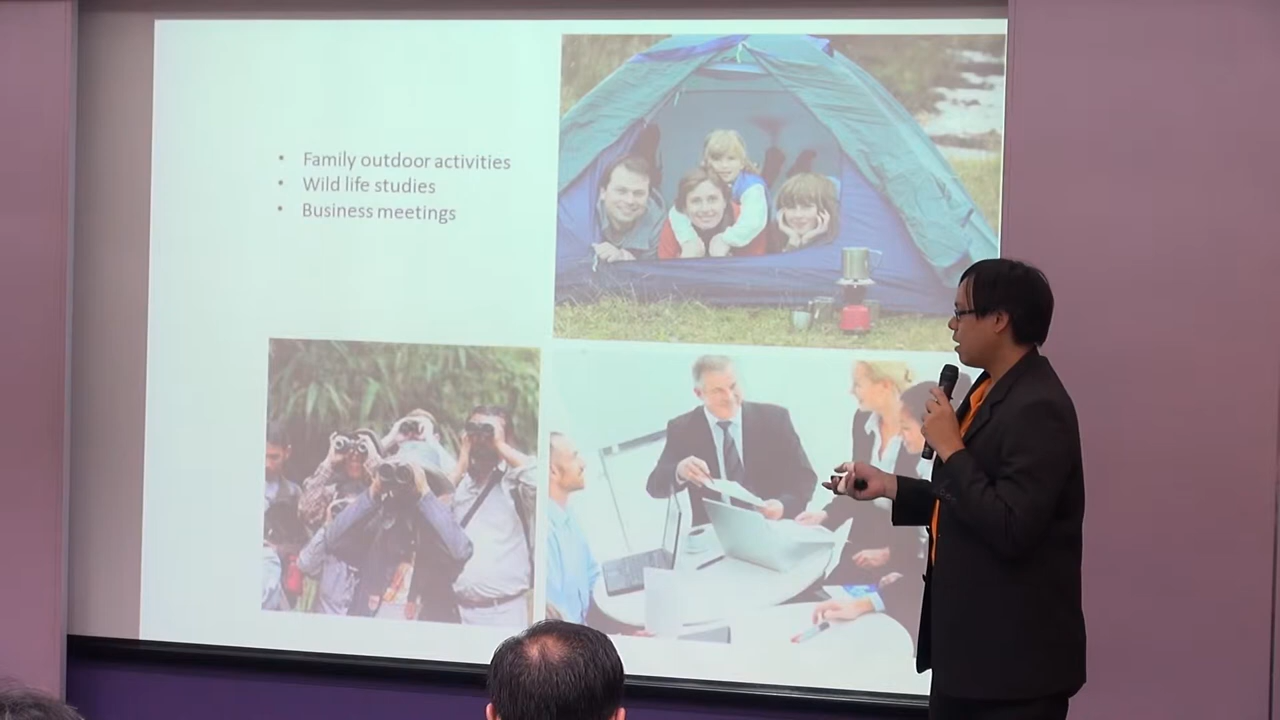 • Family outdoor activities
• Wild life studies
• Business meetings